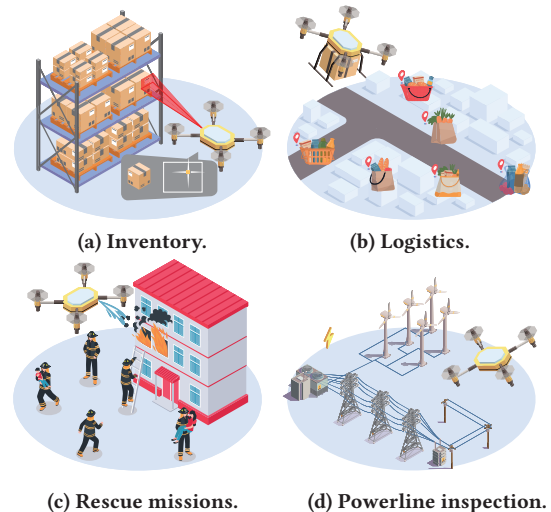 (a) Inventory.
(b) Logistics.
(c) Rescue missions.
(d) Powerline inspection.